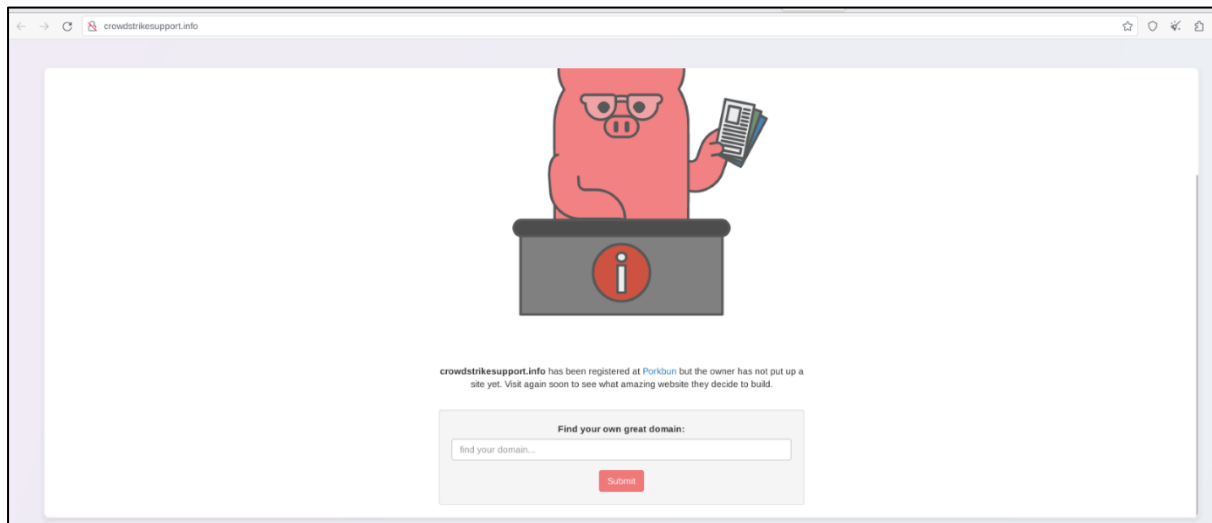 crowdstrikesupport.info
crowdstrikesupport.info has been registered at Porkbun but the owner has not put up a
site yet. Visit again soon to see what amazing website they decide to build.
Find your own great domain:
find your domain...
Submit